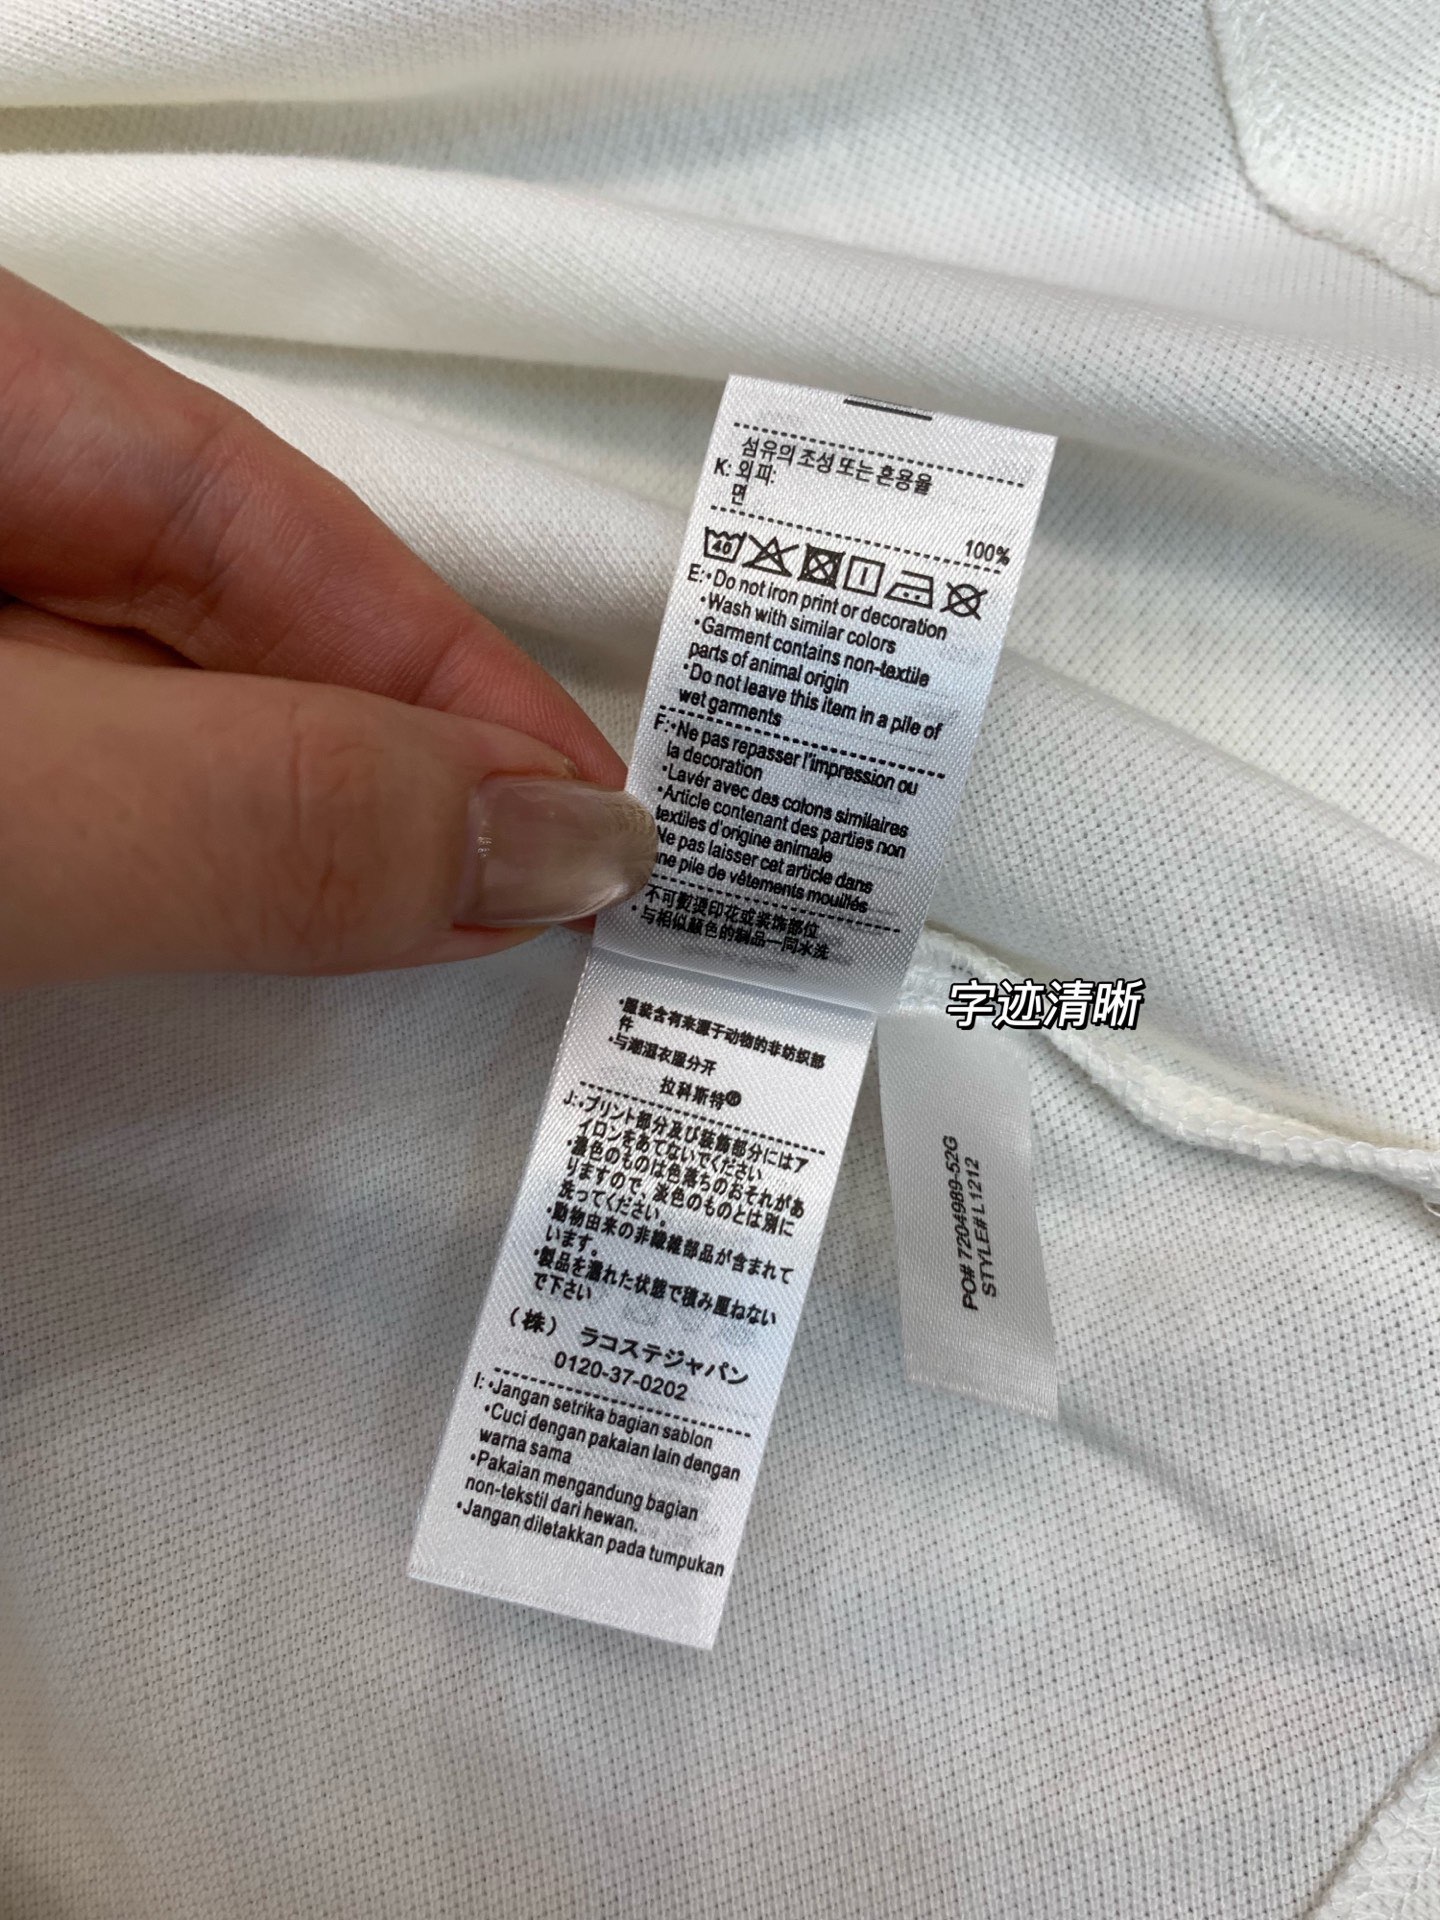 섬유의 조성 또는 혼용율
K: 외피:
면
100%
40
E:•Do not iron print or decoration
•Wash with similar colors
•Garment contains non-textile
parts of animal origin
•Do not leave this item in a pile of
wet garments
F:•Ne pas repasser l'impression ou
la decoration
•Lavér avec des colons similaires
•Article contenant des parties non
textiles d'origine animale
Ne pas laisser cet article dans
ne pile de vêtements mouillés
不可熨烫印花或装饰部位
•与相似颜色的制品一同水洗
•服装含有来源于动物的非纺织部
件
•与潮湿衣服分开
拉科斯特®
J:•プリント部分及び装飾部分にはア
イロンをあてないでください
•濃色のものは色落ちのおそれがあ
りますので、淡色のものとは別に
洗ってください。
•動物由来の非繊維部品が含まれて
います。
•製品を濡れた状態で積み重ねない
で下さい
(株) ラコステジャパン
0120-37-0202
I:•Jangan setrika bagian sablon
•Cuci dengan pakaian lain dengan
warna sama
•Pakaian mengandung bagian
non-tekstil dari hewan.
•Jangan diletakkan pada tumpukan
字迹清晰
PO# 7204989-52G
STYLE# L1212